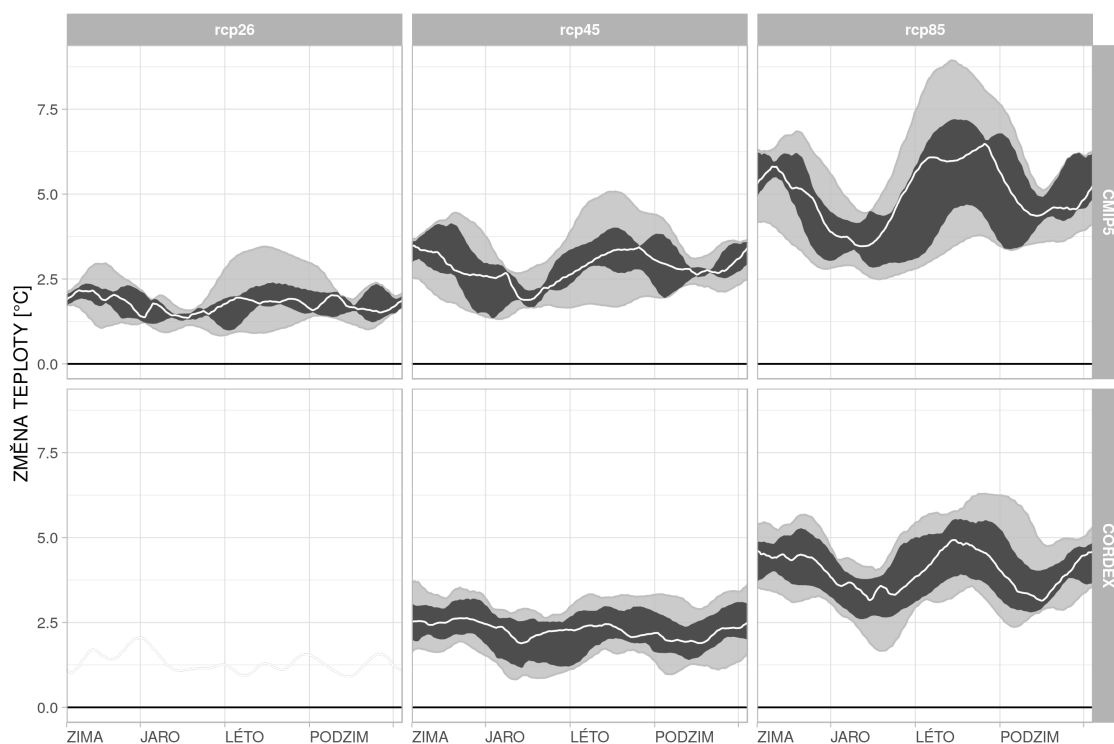 rcp26 rcp45 rcp85
ZMĚNA TEPLOTY [°C]
7.5
5.0
2.5
0.0
CMIP5
7.5
5.0
2.5
0.0
CORDEX
ZIMA JARO LÉTO PODZIM ZIMA JARO LÉTO PODZIM ZIMA JARO LÉTO PODZIM